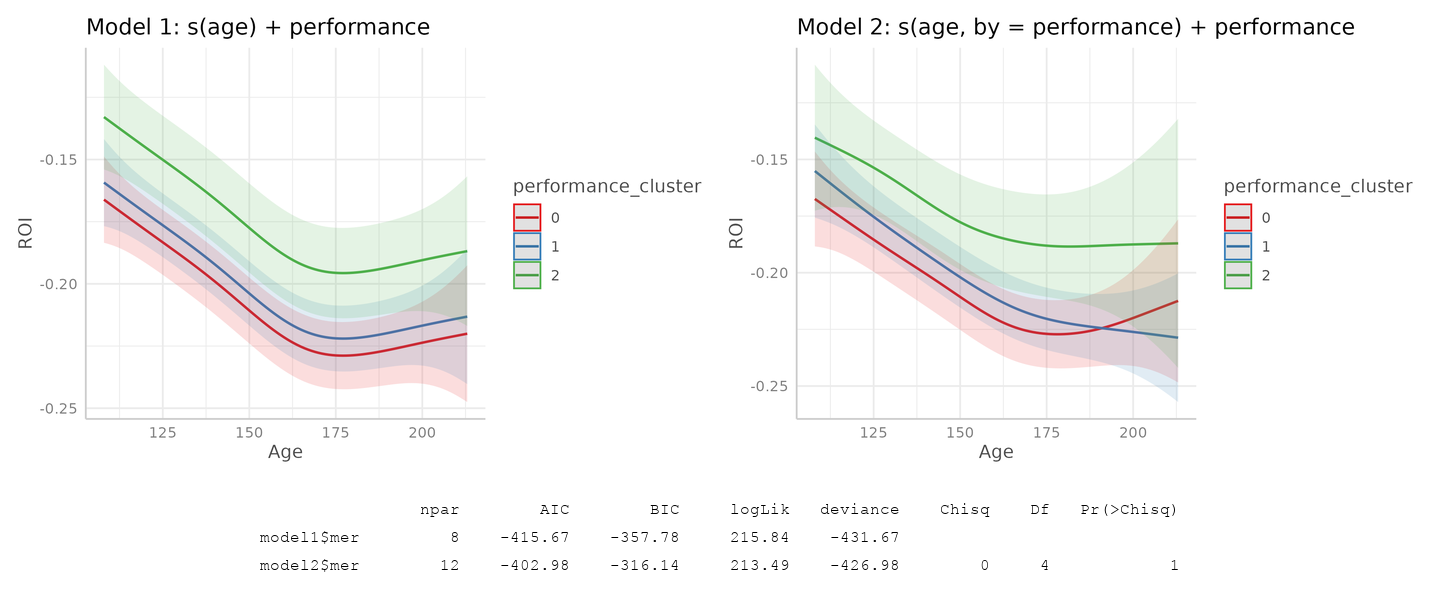 Model 1: s(age) + performance
-0.15
-0.20
-0.25
ROI
125 150 175 200
Age
performance_cluster
0
1
2
Model 2: s(age, by = performance) + performance
-0.15
-0.20
-0.25
ROI
125 150 175 200
Age
performance_cluster
0
1
2
npar AIC BIC logLik deviance Chisq Df Pr(>Chisq)
model1$mer 8 -415.67 -357.78 215.84 -431.67
model2$mer 12 -402.98 -316.14 213.49 -426.98 0 4 1